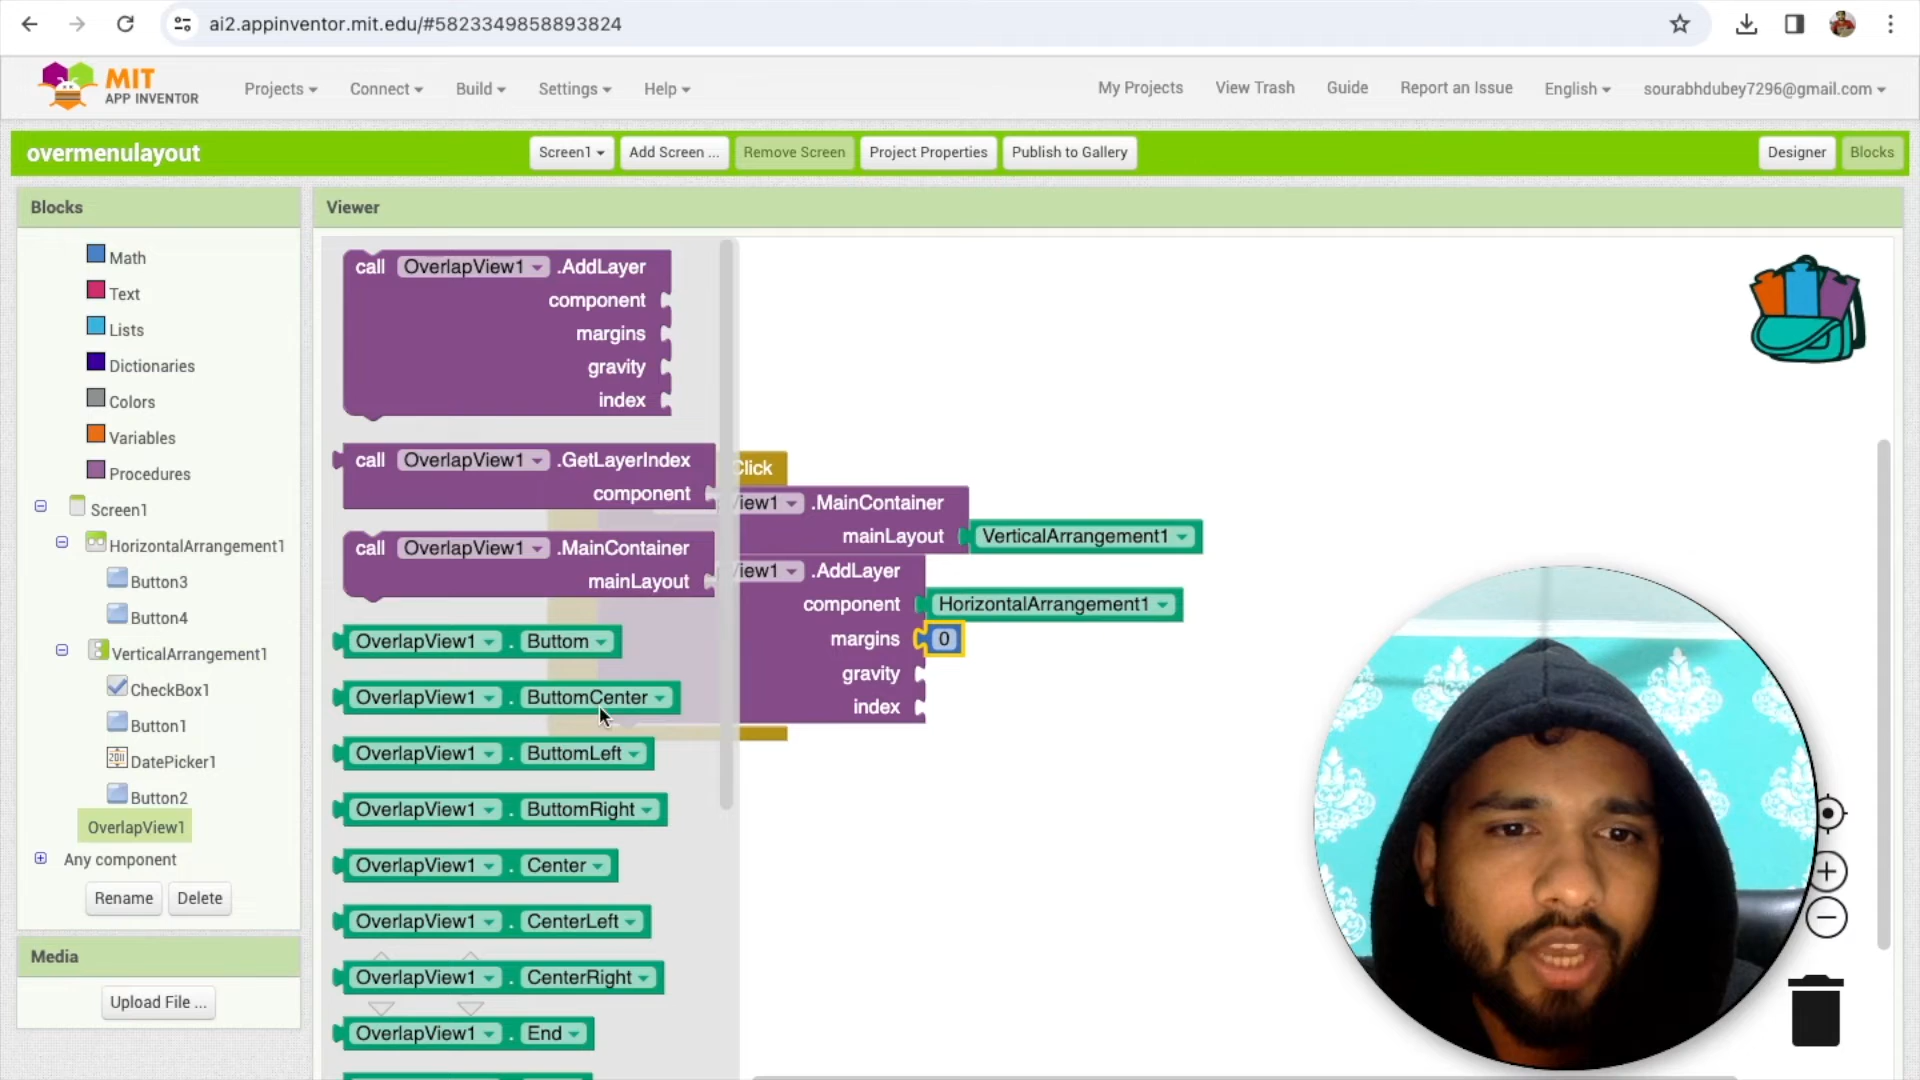 ai2.appinventor.mit.edu/#5823349858893824
MIT
APP INVENTOR
Projects
Connect
Build
Settings
Help
My Projects
View Trash
Guide
Report an Issue
English
sourabhdubey7296@gmail.com
overmenulayout
Screen1
Add Screen ...
Remove Screen
Project Properties
Publish to Gallery
Designer
Blocks
Blocks
Viewer
Math
Text
Lists
Dictionaries
Colors
Variables
Procedures
Screen1
HorizontalArrangement1
Button3
Button4
VerticalArrangement1
CheckBox1
Button1
DatePicker1
Button2
OverlapView1
Any component
Rename
Delete
Media
Upload File ...
call OverlapView1 .AddLayer
component
margins
gravity
index
call OverlapView1 .GetLayerIndex
component
call OverlapView1 .MainContainer
mainLayout
OverlapView1 . Buttom
OverlapView1 . ButtomCenter
OverlapView1 . ButtomLeft
OverlapView1 . ButtomRight
OverlapView1 . Center
OverlapView1 . CenterLeft
OverlapView1 . CenterRight
OverlapView1 . End
Click
View1 .MainContainer
mainLayout VerticalArrangement1
View1 .AddLayer
component HorizontalArrangement1
margins 0
gravity
index